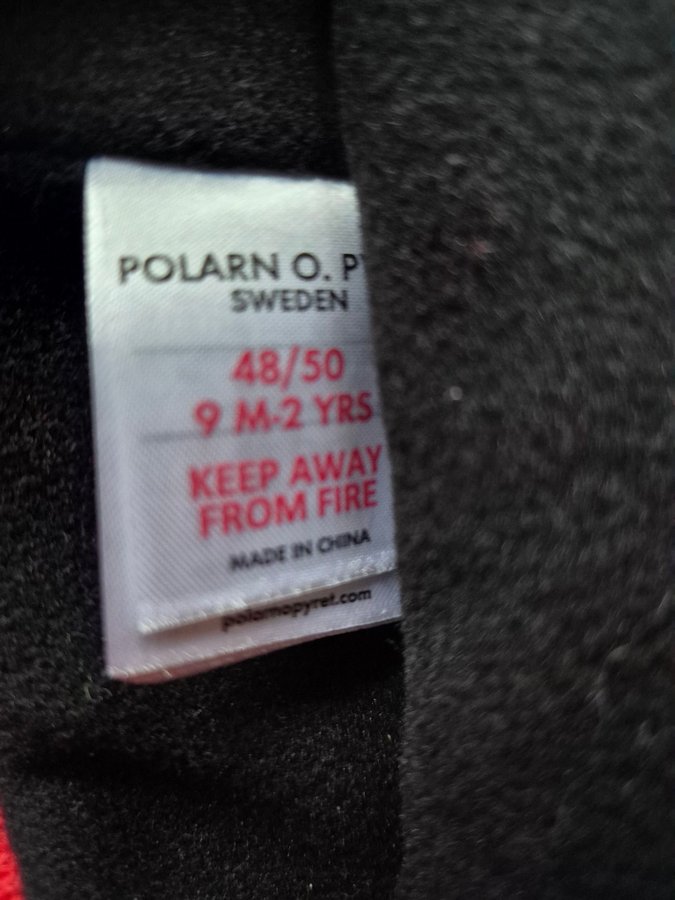 POLARN O. P
SWEDEN
48/50
9 M-2 YRS
KEEP AWAY
FROM FIRE
MADE IN CHINA
polarnopyret.com